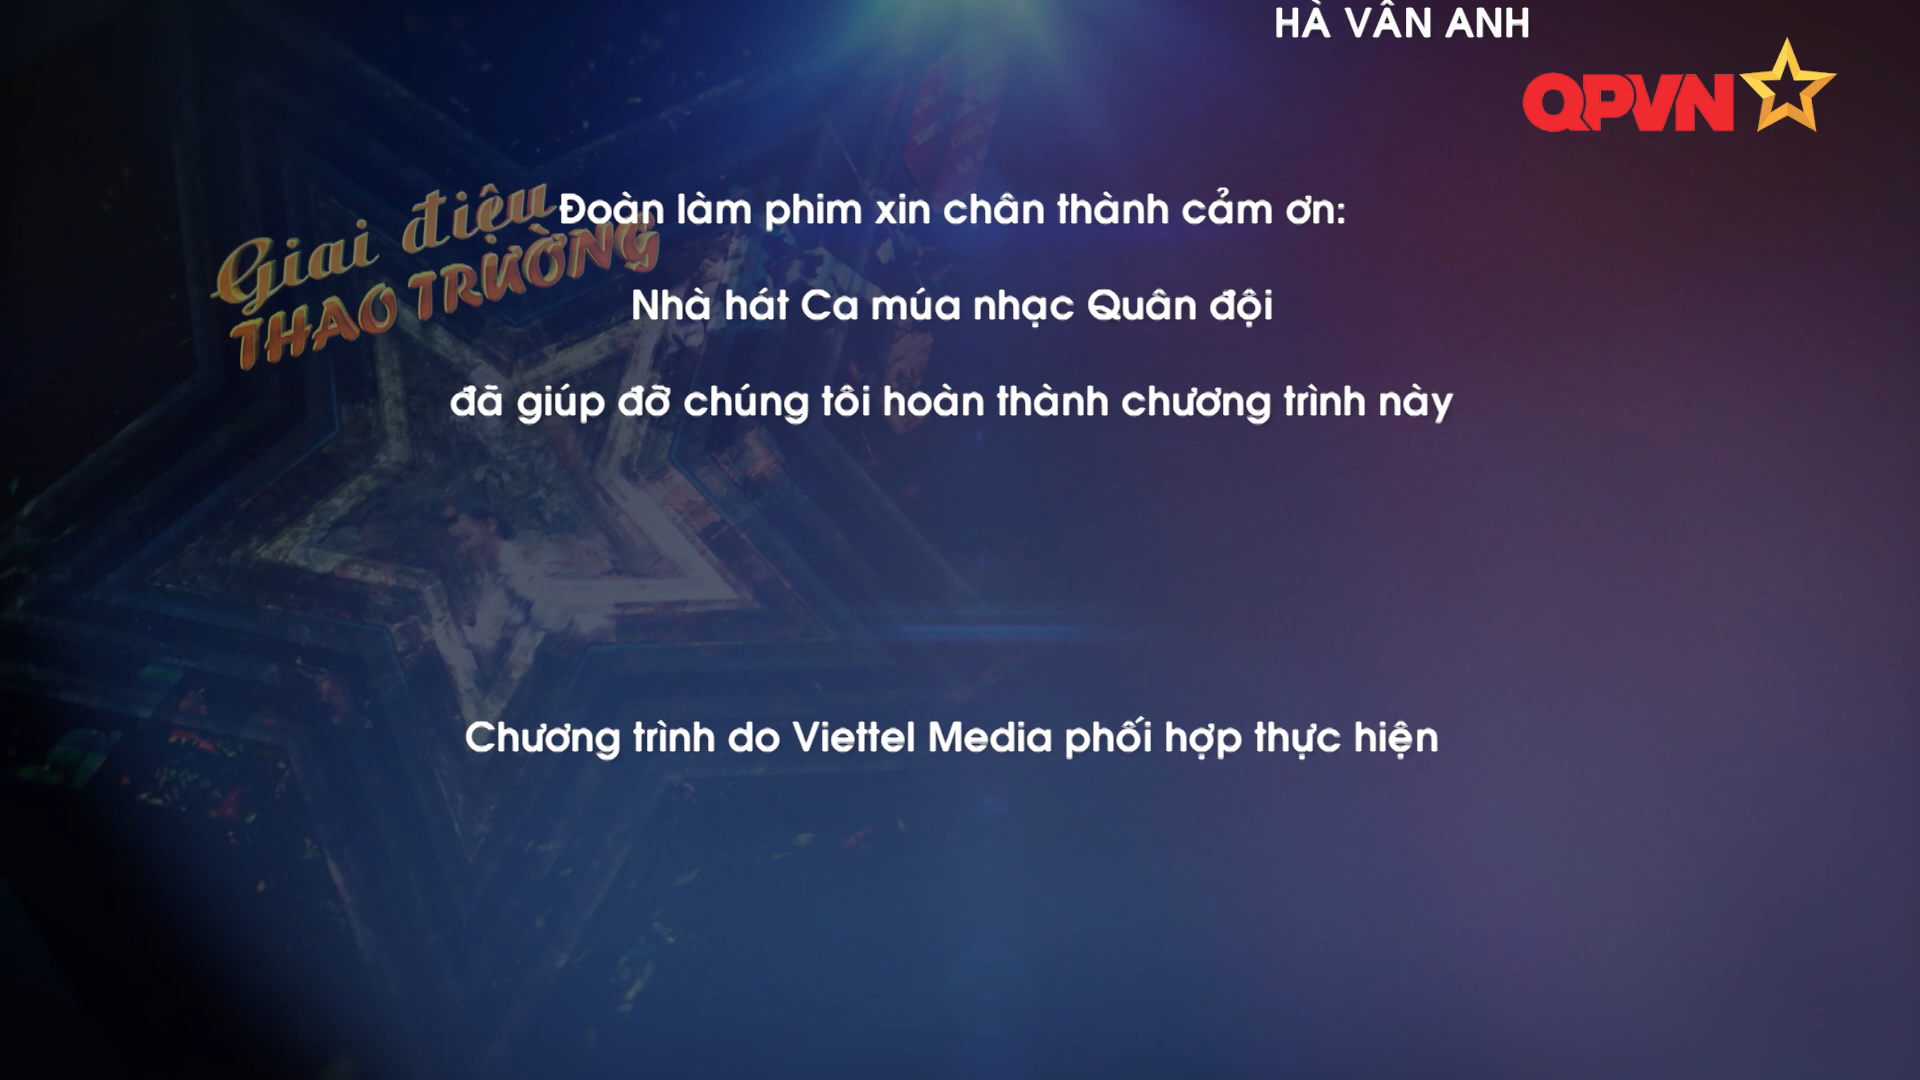 HÀ VÂN ANH
QPVN
Giai điệu
THAO TRƯỜNG
Đoàn làm phim xin chân thành cảm ơn:
Nhà hát Ca múa nhạc Quân đội
đã giúp đỡ chúng tôi hoàn thành chương trình này
Chương trình do Viettel Media phối hợp thực hiện